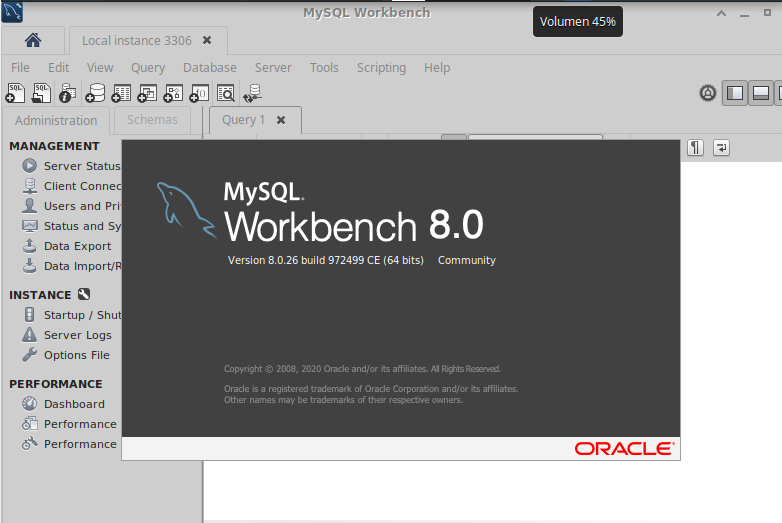 MySQL Workbench
Volumen 45%
Local instance 3306
File Edit View Query Database Server Tools Scripting Help
SQL SQL
Administration Schemas Query 1
MANAGEMENT
Server Status
Client Connec
Users and Pri
Status and Sy
Data Export
Data Import/R
INSTANCE
Startup / Shut
Server Logs
Options File
PERFORMANCE
Dashboard
Performance
Performance
MySQL.
Workbench 8.0
Version 8.0.26 build 972499 CE (64 bits) Community
Copyright © 2008, 2020 Oracle and/or its affiliates. All Rights Reserved.
Oracle is a registered trademark of Oracle Corporation and/or its affiliates.
Other names may be trademarks of their respective owners.
ORACLE